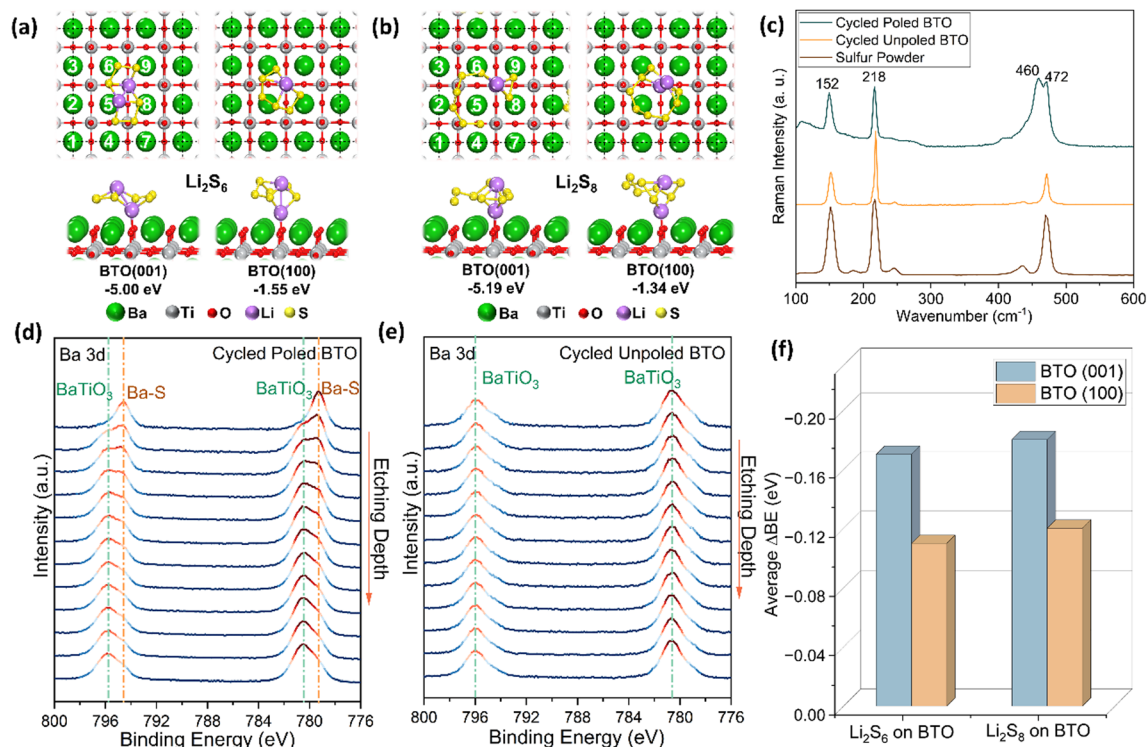 (a)
3 6 9
2 5 8
1 4 7
Li₂S₆
BTO(001)
-5.00 eV
BTO(100)
-1.55 eV
Ba Ti O Li S
(b)
3 6 9
2 5 8
1 4 7
Li₂S₈
BTO(001)
-5.19 eV
BTO(100)
-1.34 eV
Ba Ti O Li S
(c)
Cycled Poled BTO
Cycled Unpoled BTO
Sulfur Powder
152
218
460
472
Raman Intensity (a. u.)
100 200 300 400 500 600
Wavenumber (cm⁻¹)
(d)
Ba 3d
Cycled Poled BTO
BaTiO₃
Ba-S
BaTiO₃
Ba-S
Etching Depth
Intensity (a.u.)
800 796 792 788 784 780 776
Binding Energy (eV)
(e)
Ba 3d
Cycled Unpoled BTO
BaTiO₃
BaTiO₃
Etching Depth
Intensity (a.u.)
800 796 792 788 784 780 776
Binding Energy (eV)
(f)
BTO (001)
BTO (100)
Average ΔBE (eV)
−0.20
−0.16
−0.12
−0.08
−0.04
0.00
Li₂S₆ on BTO
Li₂S₈ on BTO